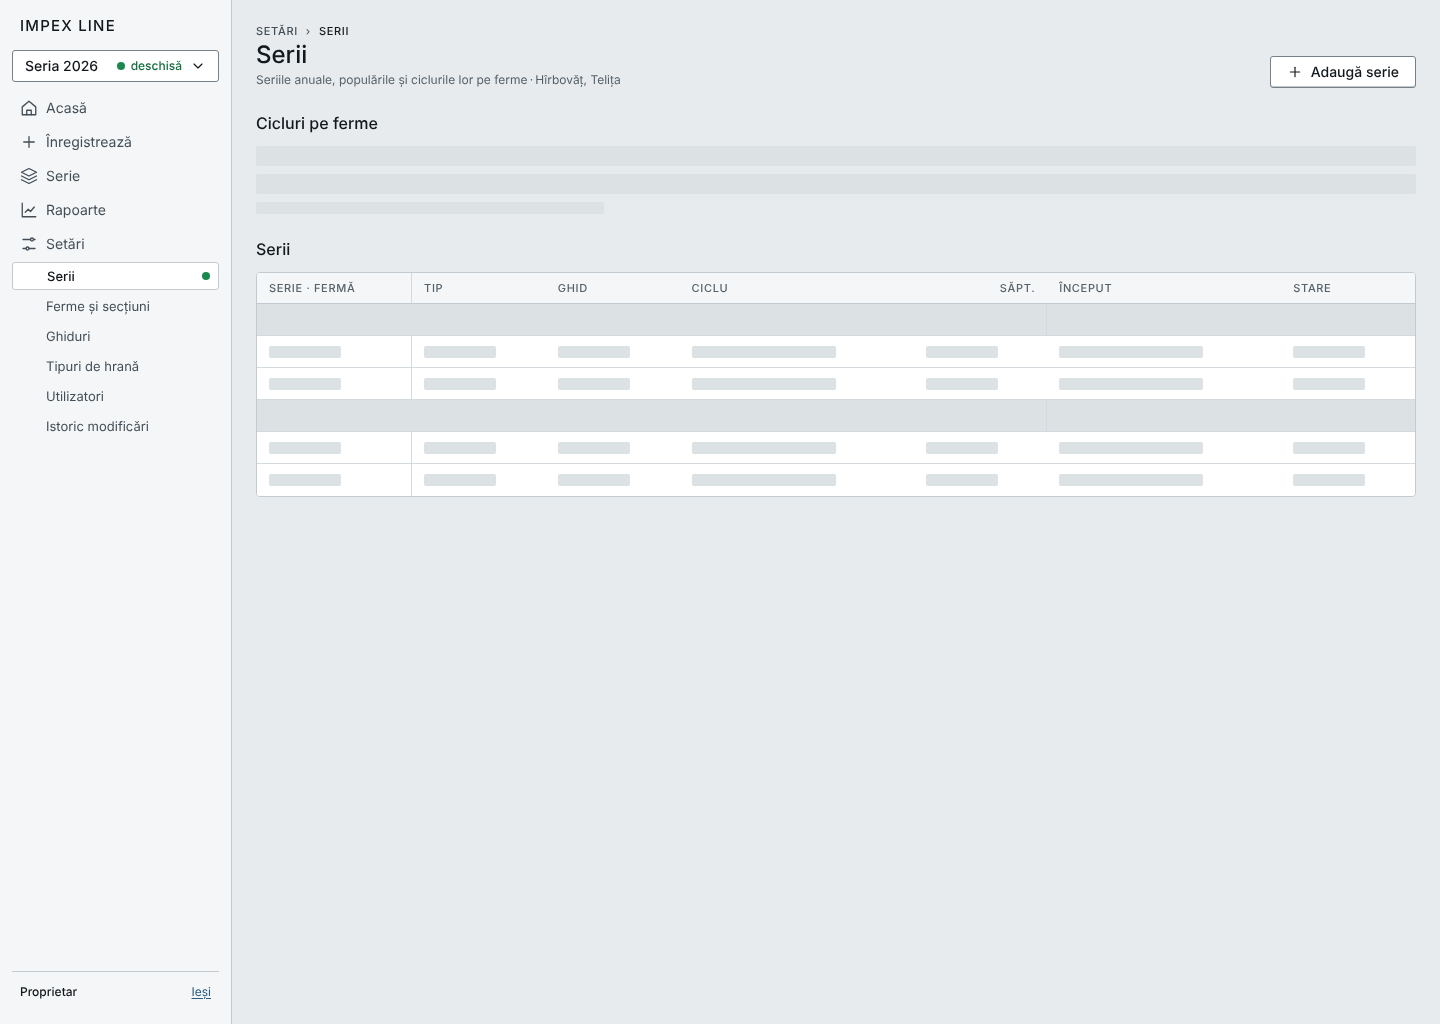 IMPEX LINE
Seria 2026 deschisă
Acasă
Înregistrează
Serie
Rapoarte
Setări
Serii
Ferme și secțiuni
Ghiduri
Tipuri de hrană
Utilizatori
Istoric modificări
Proprietar Ieși
SETĂRI › SERII
Serii
Seriile anuale, populările și ciclurile lor pe ferme · Hîrbovăț, Telița
Adaugă serie
Cicluri pe ferme
Serii
SERIE · FERMĂ TIP GHID CICLU SĂPT. ÎNCEPUT STARE